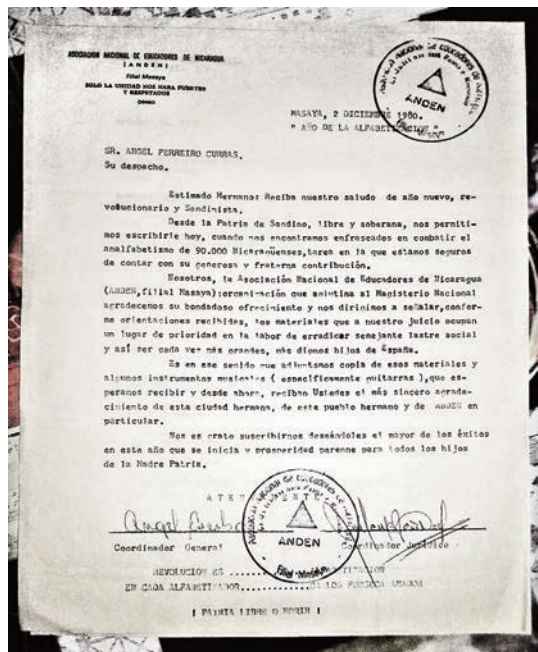 ASOCIACION NACIONAL DE EDUCADORES DE NICARAGUA
( A N D E N )
Filial Masaya
SOLO LA UNIDAD NOS HARA FUERTES
Y RESPETADOS
ANDEN
MASAYA, 2 DICIEMBRE 1980.
" AÑO DE LA ALFABETIZACION "
SR. ANGEL FERREIRO CURRAS.
Su despacho.
Estimado Hermano: Reciba nuestro saludo de año nuevo, re-
volucionario y Sandinista.
Desde la Patria de Sandino, libre y soberana, nos permiti-
mos escribirle hoy, cuando nos encontramos enfrascados en combatir el
analfabetismo de 90.000 Nicaragüenses, tarea en la que estamos seguros
de contar con su generosa y fraterna contribución.
Nosotros, la Asociación Nacional de Educadores de Nicaragua
(ANDEN, filial Masaya); organización que aglutina al Magisterio Nacional
agradecemos su bondadoso ofrecimiento y nos dirigimos a señalar, confor-
me orientaciones recibidas, los materiales que a nuestro juicio ocupan
un lugar de prioridad en la labor de erradicar semejante lastre social
y así ser cada vez más grandes, más dignos hijos de España.
Es en ese sentido que adjuntamos copia de esos materiales y
algunos instrumentos musicales ( especificamente guitarras ), que es-
peramos recibir y desde ahora, reciban Ustedes el más sincero agrade-
cimiento de esta ciudad hermana, de este pueblo hermano y de ANDEN en
particular.
Nos es grato suscribirnos deseándoles el mayor de los éxitos
en este año que se inicia y prosperidad perenne para todos los hijos
de la Madre Patria.
ANDEN
Filial Masaya
Coordinador General
Coordinador Jurídico
REVOLUCION ES
EN CADA ALFABETIZADOR FONSECA AMADOR
¡ PATRIA LIBRE O MORIR !